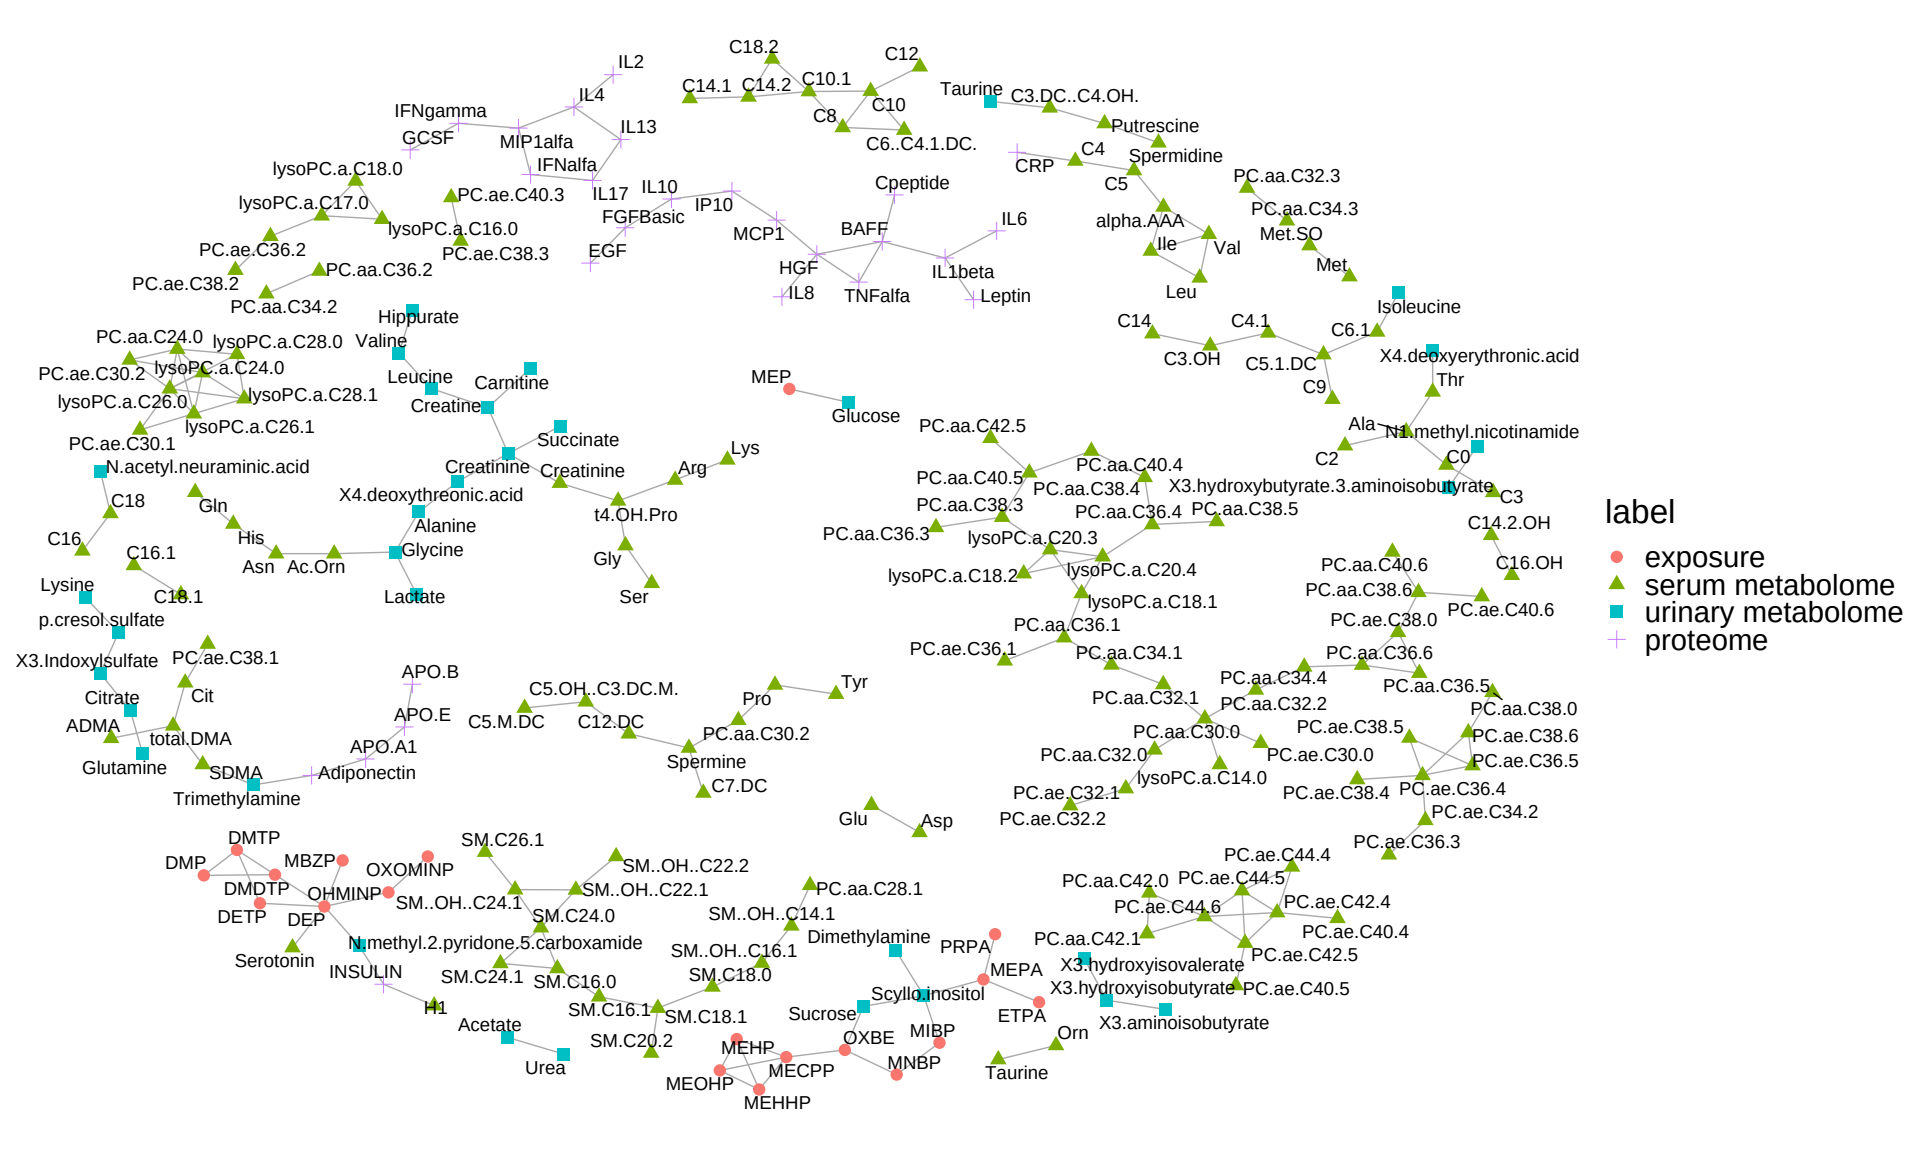 IL2
C18.2
C12
C14.1
C14.2
C10.1
Taurine
C3.DC..C4.OH.
IL4
C10
IFNgamma
GCSF
MIP1alfa
IL13
C8
C6..C4.1.DC.
Putrescine
C4
Spermidine
CRP
IFNalfa
lysoPC.a.C18.0
PC.ae.C40.3
IL17
IL10
IP10
Cpeptide
C5
PC.aa.C32.3
lysoPC.a.C17.0
FGFBasic
lysoPC.a.C16.0
MCP1
BAFF
IL6
alpha.AAA
PC.aa.C34.3
Met.SO
PC.ae.C36.2
PC.ae.C38.3
EGF
Ile
Val
HGF
IL1beta
Met
PC.ae.C38.2
PC.aa.C36.2
IL8
TNFalfa
Leptin
Leu
PC.aa.C34.2
Isoleucine
Hippurate
C14
C4.1
C6.1
PC.aa.C24.0
lysoPC.a.C28.0
Valine
C3.OH
C5.1.DC
X4.deoxyerythronic.acid
PC.ae.C30.2
lysoPC.a.C24.0
Leucine
Carnitine
MEP
C9
Thr
lysoPC.a.C26.0
lysoPC.a.C28.1
Creatine
Glucose
lysoPC.a.C26.1
Succinate
PC.aa.C42.5
Ala
N1.methyl.nicotinamide
PC.ae.C30.1
Lys
N.acetyl.neuraminic.acid
Creatinine
Creatinine
Arg
PC.aa.C40.5
PC.aa.C40.4
C2
C0
X4.deoxythreonic.acid
PC.aa.C38.4
X3.hydroxybutyrate.3.aminoisobutyrate
C3
C18
Gln
t4.OH.Pro
PC.aa.C38.3
PC.aa.C36.4
PC.aa.C38.5
label
Alanine
PC.aa.C36.3
C14.2.OH
C16
His
lysoPC.a.C20.3
C16.1
Asn
Ac.Orn
Glycine
Gly
lysoPC.a.C18.2
lysoPC.a.C20.4
PC.aa.C40.6
C16.OH
exposure
Lysine
C18.1
Lactate
Ser
lysoPC.a.C18.1
PC.aa.C38.6
PC.ae.C40.6
serum metabolome
p.cresol.sulfate
PC.aa.C36.1
PC.ae.C38.0
urinary metabolome
proteome
X3.Indoxylsulfate
PC.ae.C38.1
PC.ae.C36.1
PC.aa.C34.1
PC.aa.C36.6
APO.B
Tyr
PC.aa.C34.4
PC.aa.C36.5
Citrate
Cit
C5.OH..C3.DC.M.
Pro
PC.aa.C32.1
PC.aa.C32.2
PC.aa.C38.0
ADMA
APO.E
C5.M.DC
C12.DC
PC.aa.C30.2
PC.aa.C30.0
PC.ae.C38.5
PC.ae.C38.6
total.DMA
APO.A1
PC.aa.C32.0
PC.ae.C30.0
PC.ae.C36.5
Glutamine
SDMA
Adiponectin
Spermine
lysoPC.a.C14.0
Trimethylamine
C7.DC
PC.ae.C32.1
PC.ae.C38.4
PC.ae.C36.4
Glu
Asp
PC.ae.C32.2
PC.ae.C34.2
DMTP
SM.C26.1
PC.ae.C36.3
DMP
MBZP
OXOMINP
SM..OH..C22.2
PC.ae.C44.4
DMDTP
OHMINP
SM..OH..C22.1
PC.aa.C28.1
PC.aa.C42.0
PC.ae.C44.5
DETP
DEP
SM..OH..C24.1
SM.C24.0
SM..OH..C14.1
PC.ae.C44.6
PC.ae.C42.4
Serotonin
N.methyl.2.pyridone.5.carboxamide
Dimethylamine
PRPA
PC.aa.C42.1
PC.ae.C40.4
PC.ae.C42.5
INSULIN
SM.C24.1
SM.C16.0
SM..OH..C16.1
SM.C18.0
MEPA
X3.hydroxyisovalerate
H1
SM.C16.1
SM.C18.1
Scyllo.inositol
X3.hydroxyisobutyrate
PC.ae.C40.5
Acetate
Sucrose
ETPA
X3.aminoisobutyrate
SM.C20.2
MEHP
OXBE
MIBP
Orn
Urea
MEOHP
MECPP
MNBP
Taurine
MEHHP